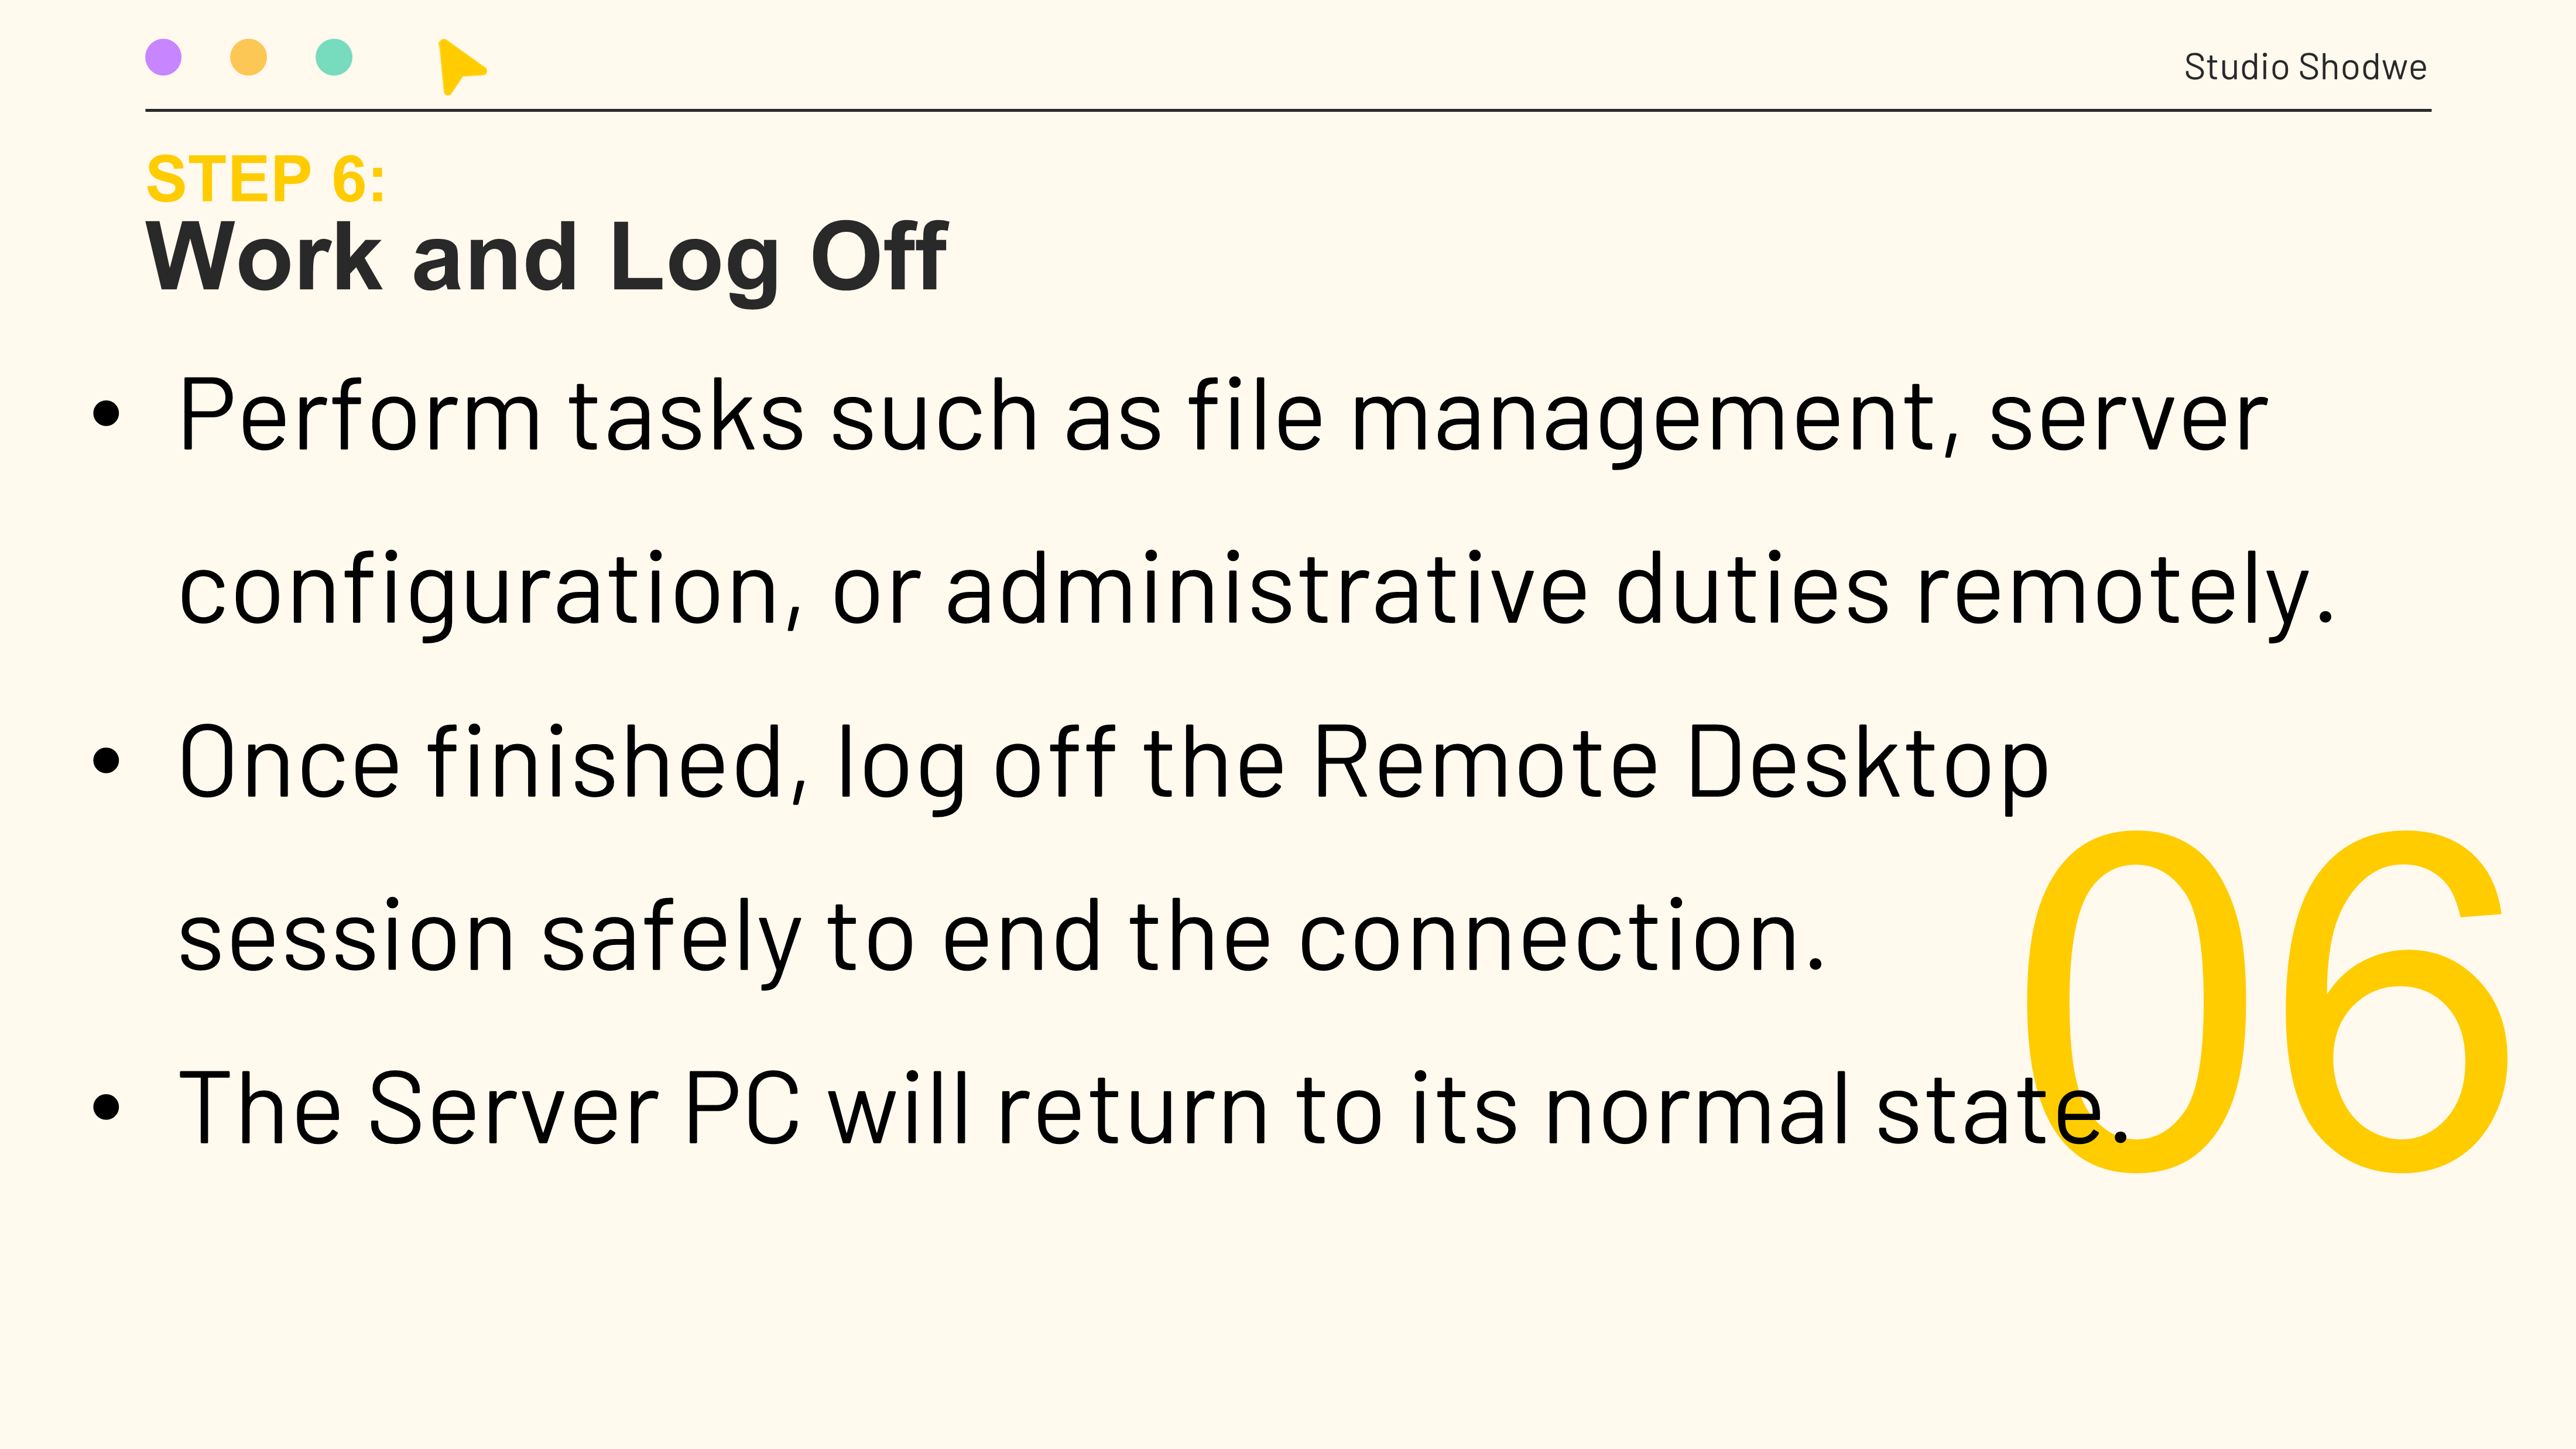 Studio Shodwe
STEP 6:
Work and Log Off
• Perform tasks such as file management, server
configuration, or administrative duties remotely.
• Once finished, log off the Remote Desktop
session safely to end the connection.
• The Server PC will return to its normal state.
06